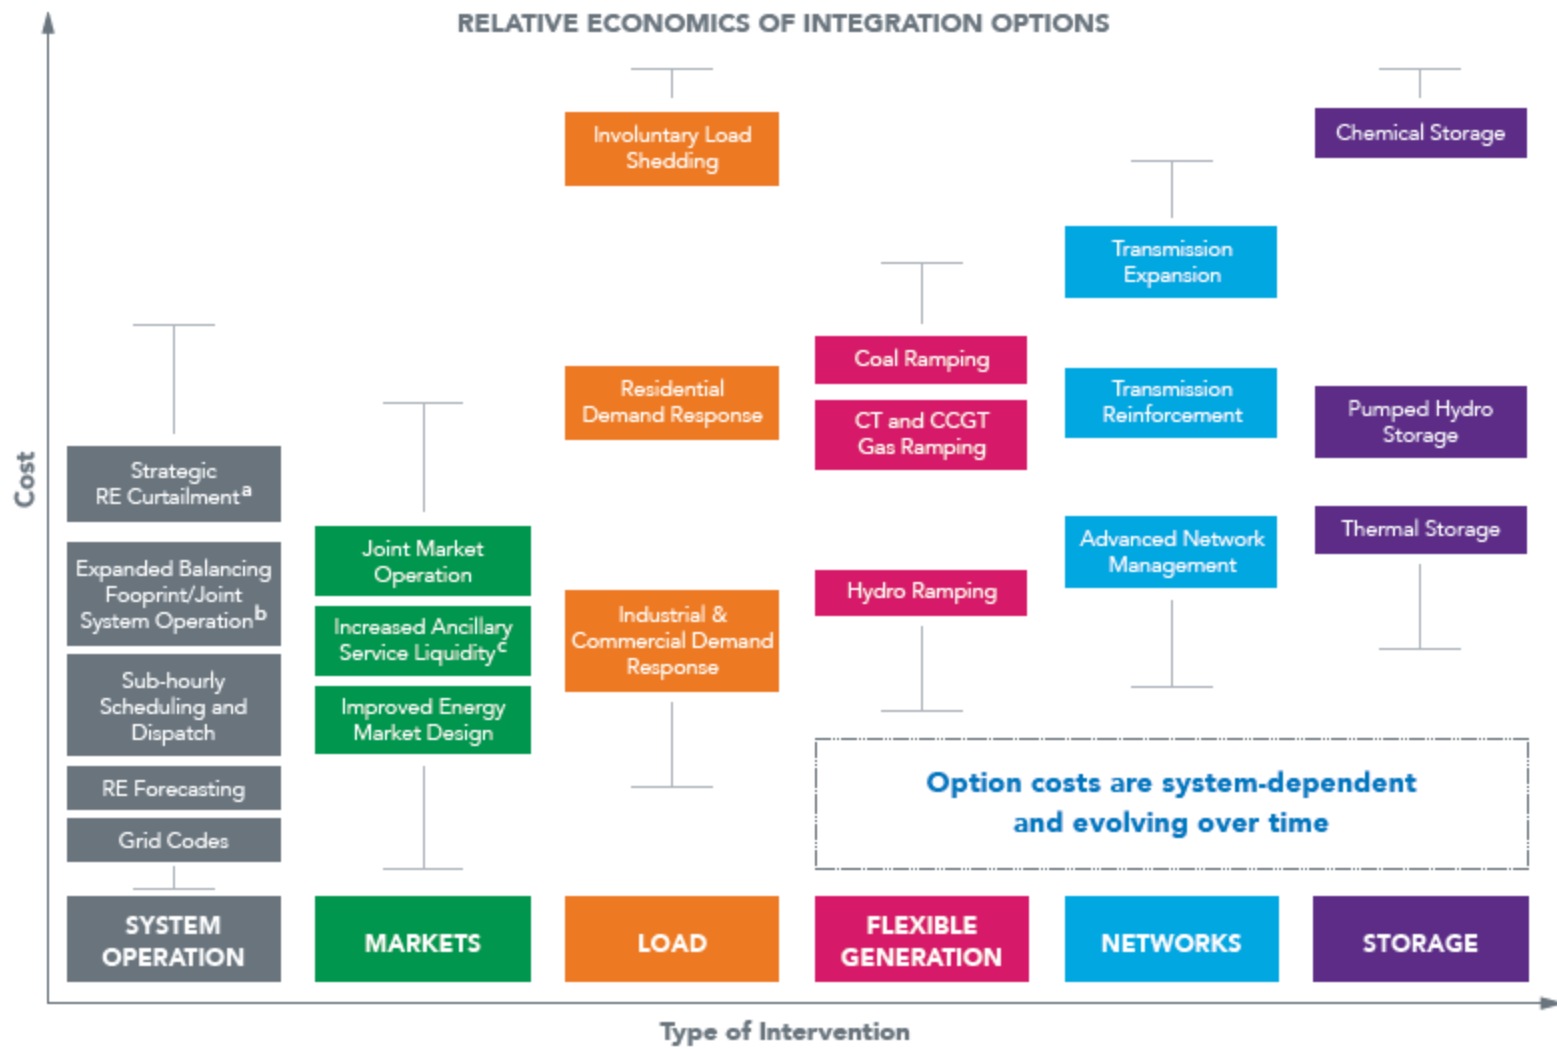 RELATIVE ECONOMICS OF INTEGRATION OPTIONS
Cost
Strategic
RE Curtailmentᵃ
Expanded Balancing
Fooprint/Joint
System Operationᵇ
Sub-hourly
Scheduling and
Dispatch
RE Forecasting
Grid Codes
SYSTEM
OPERATION
Joint Market
Operation
Increased Ancillary
Service Liquidityᶜ
Improved Energy
Market Design
MARKETS
Involuntary Load
Shedding
Residential
Demand Response
Industrial &
Commercial Demand
Response
LOAD
Coal Ramping
CT and CCGT
Gas Ramping
Hydro Ramping
FLEXIBLE
GENERATION
Transmission
Expansion
Transmission
Reinforcement
Advanced Network
Management
NETWORKS
Chemical Storage
Pumped Hydro
Storage
Thermal Storage
STORAGE
Option costs are system-dependent
and evolving over time
Type of Intervention